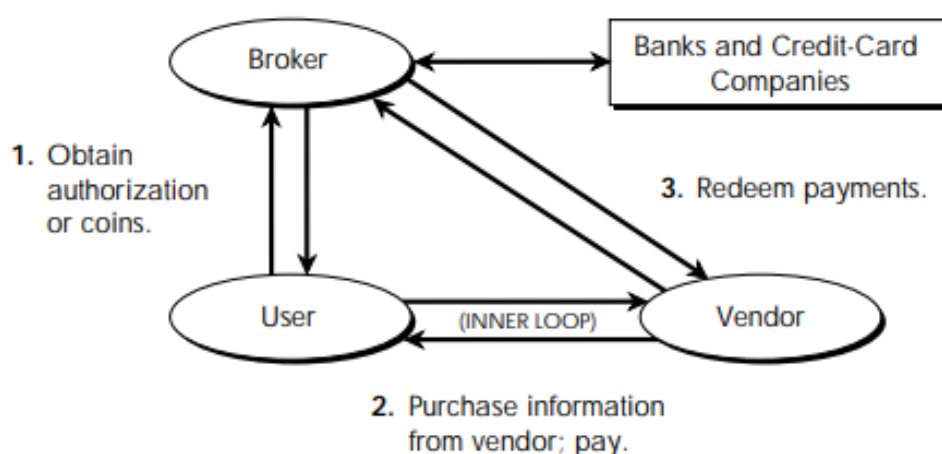 Broker
Banks and Credit-Card
Companies
1. Obtain
authorization
or coins.
3. Redeem payments.
User
(INNER LOOP)
Vendor
2. Purchase information
from vendor; pay.